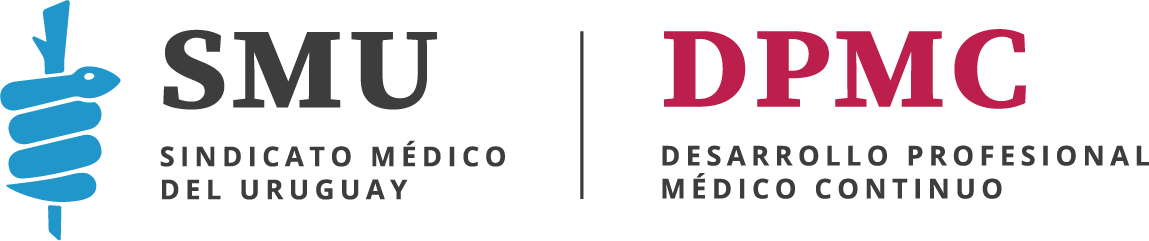 SMU
SINDICATO MÉDICO
DEL URUGUAY
DPMC
DESARROLLO PROFESIONAL
MÉDICO CONTINUO